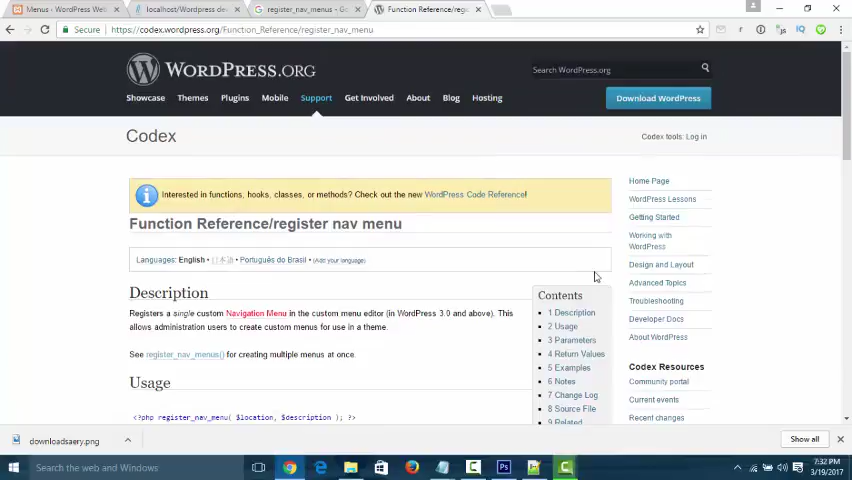 Menus ‹ WordPress Web
localhost/Wordpress dev
register_nav_menus - Go
Function Reference/regi
Secure
https://codex.wordpress.org/Function_Reference/register_nav_menu
WORDPRESS.ORG
Search WordPress.org
Showcase Themes Plugins Mobile Support Get Involved About Blog Hosting
Download WordPress
Codex
Codex tools: Log in
Interested in functions, hooks, classes, or methods? Check out the new WordPress Code Reference!
Function Reference/register nav menu
Languages: English • 日本語 • Português do Brasil • (Add your language)
Description
Registers a single custom Navigation Menu in the custom menu editor (in WordPress 3.0 and above). This
allows administration users to create custom menus for use in a theme.
See register_nav_menus() for creating multiple menus at once.
Usage
<?php register_nav_menu( $location, $description ); ?>
Contents
1 Description
2 Usage
3 Parameters
4 Return Values
5 Examples
6 Notes
7 Change Log
8 Source File
9 Related
Home Page
WordPress Lessons
Getting Started
Working with
WordPress
Design and Layout
Advanced Topics
Troubleshooting
Developer Docs
About WordPress
Codex Resources
Community portal
Current events
Recent changes
downloadsaery.png
Show all
Search the web and Windows
7:32 PM
3/19/2017